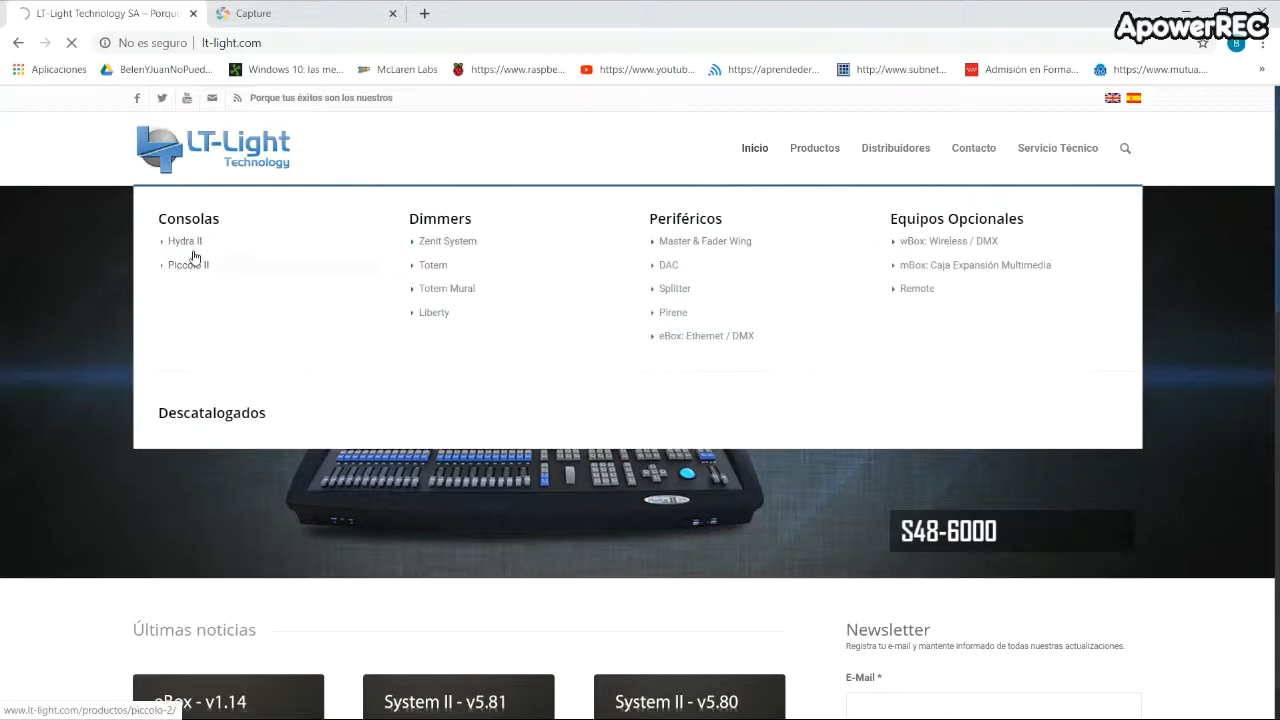 LT-Light Technology SA – Porque
Capture
ApowerREC
No es seguro | lt-light.com
B
Aplicaciones
BelenYJuanNoPued...
Windows 10: las me...
McLaren Labs
https://www.raspbe...
https://www.youtub...
https://aprendeder...
http://www.subnet...
Admisión en Forma...
https://www.mutua....
»
Porque tus éxitos son los nuestros
LT-Light
Technology
Inicio
Productos
Distribuidores
Contacto
Servicio Técnico
Consolas
Hydra II
Piccolo II
Dimmers
Zenit System
Totem
Totem Mural
Liberty
Periféricos
Master & Fader Wing
DAC
Splitter
Pirene
eBox: Ethernet / DMX
Equipos Opcionales
wBox: Wireless / DMX
mBox: Caja Expansión Multimedia
Remote
Descatalogados
S48-6000
Últimas noticias
Newsletter
Registra tu e-mail y mantente informado de todas nuestras actualizaciones.
E-Mail *
eBox - v1.14
System II - v5.81
System II - v5.80
www.lt-light.com/productos/piccolo-2/